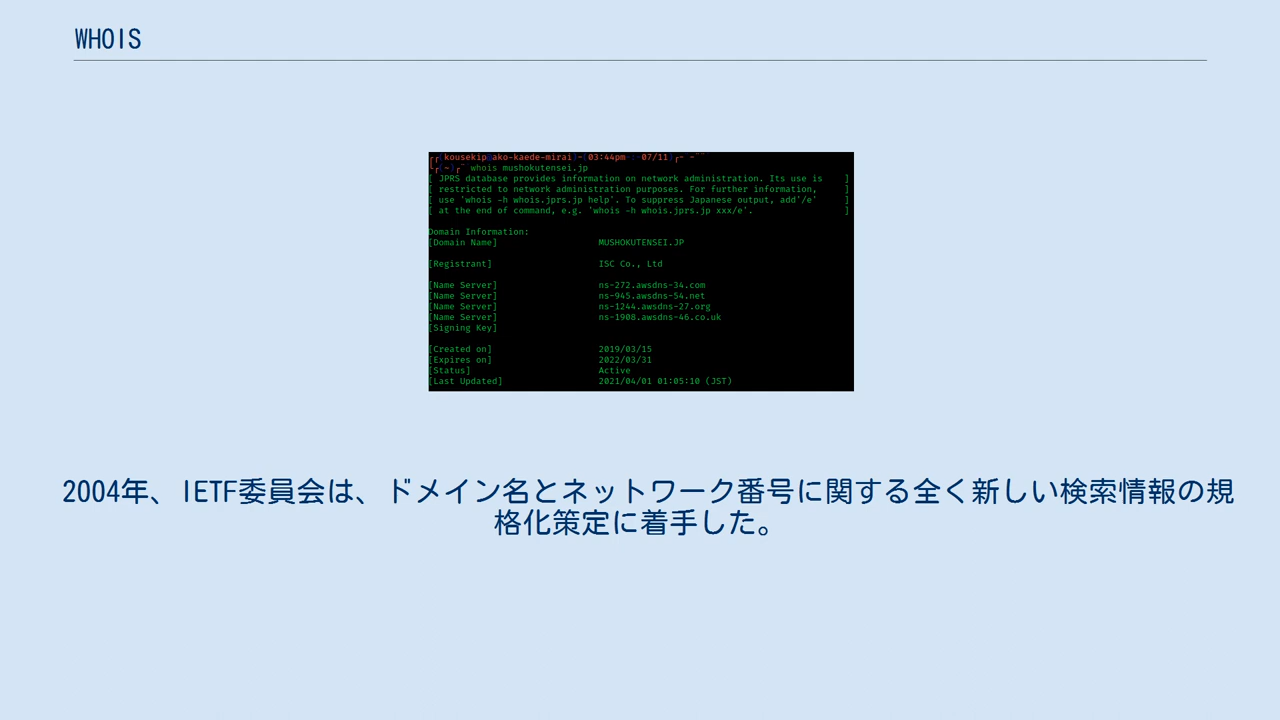 WHOIS
kousekip@ako-kaede-mirai)-(03:44pm : 07/11)
(~) whois mushokutensei.jp
[ JPRS database provides information on network administration. Its use is ]
[ restricted to network administration purposes. For further information, ]
[ use 'whois -h whois.jprs.jp help'. To suppress Japanese output, add'/e' ]
[ at the end of command, e.g. 'whois -h whois.jprs.jp xxx/e'. ]
Domain Information:
[Domain Name] MUSHOKUTENSEI.JP
[Registrant] ISC Co., Ltd
[Name Server] ns-272.awsdns-34.com
[Name Server] ns-945.awsdns-54.net
[Name Server] ns-1244.awsdns-27.org
[Name Server] ns-1908.awsdns-46.co.uk
[Signing Key]
[Created on] 2019/03/15
[Expires on] 2022/03/31
[Status] Active
[Last Updated] 2021/04/01 01:05:10 (JST)
2004年、IETF委員会は、ドメイン名とネットワーク番号に関する全く新しい検索情報の規
格化策定に着手した。